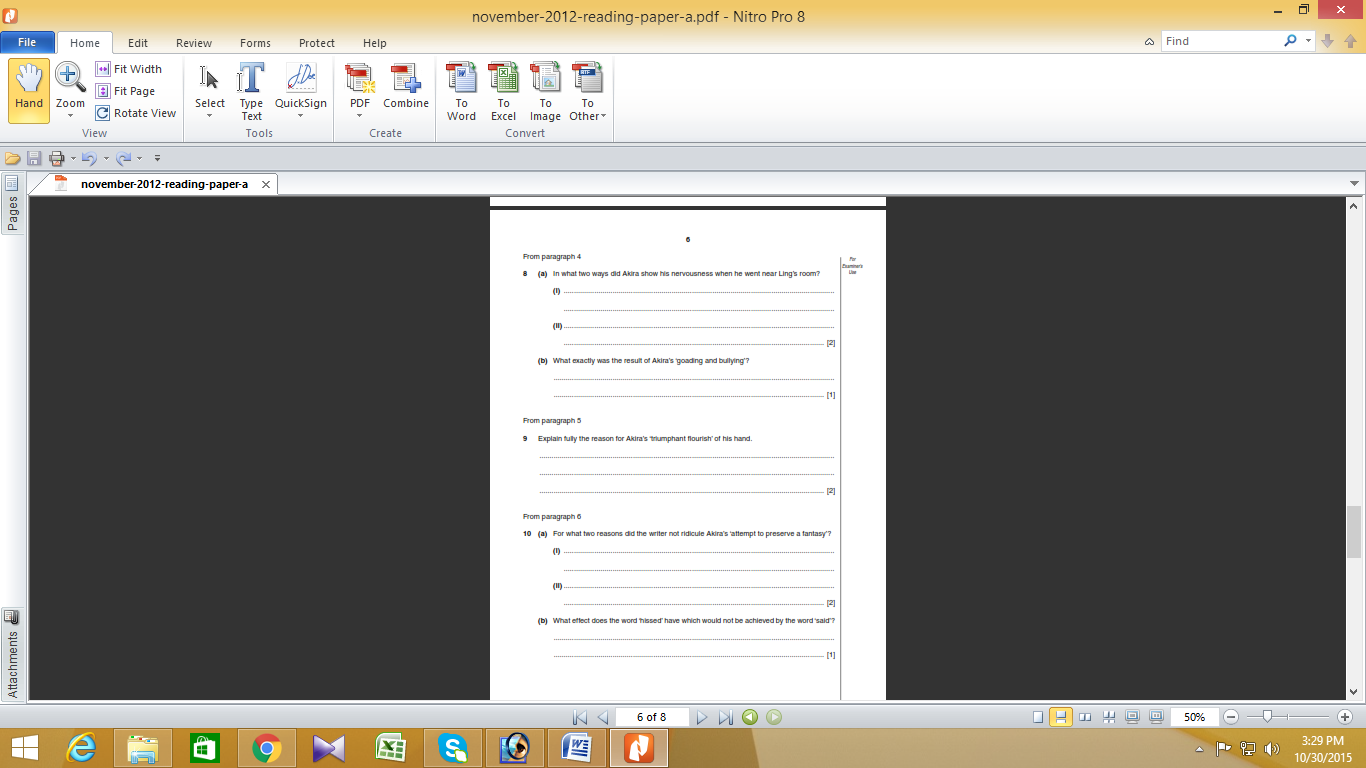 november-2012-reading-paper-a.pdf - Nitro Pro 8
File Home Edit Review Forms Protect Help Find
Hand
Zoom
Fit Width
Fit Page
Rotate View
View
Select
Type Text
QuickSign
Tools
PDF
Combine
Create
To Word
To Excel
To Image
To Other
Convert
november-2012-reading-paper-a
Pages
Attachments
6
For
Examiner's
Use
From paragraph 4
8 (a) In what two ways did Akira show his nervousness when he went near Ling's room?
(i)
(ii)
[2]
(b) What exactly was the result of Akira's 'goading and bullying'?
[1]
From paragraph 5
9 Explain fully the reason for Akira's 'triumphant flourish' of his hand.
[2]
From paragraph 6
10 (a) For what two reasons did the writer not ridicule Akira's 'attempt to preserve a fantasy'?
(i)
(ii)
[2]
(b) What effect does the word 'hissed' have which would not be achieved by the word 'said'?
[1]
6 of 8
50%
3:29 PM
10/30/2015